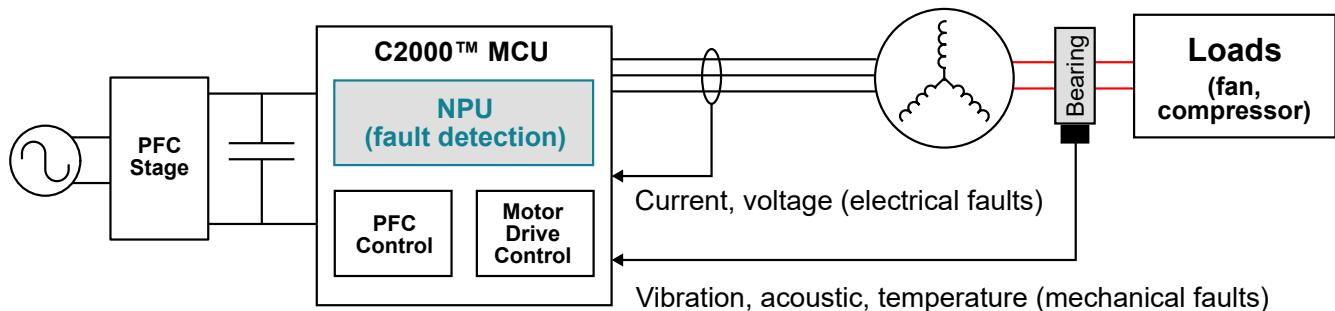 C2000™ MCU
NPU
(fault detection)
PFC
Stage
PFC
Control
Motor
Drive
Control
Current, voltage (electrical faults)
Vibration, acoustic, temperature (mechanical faults)
Bearing
Loads
(fan,
compressor)